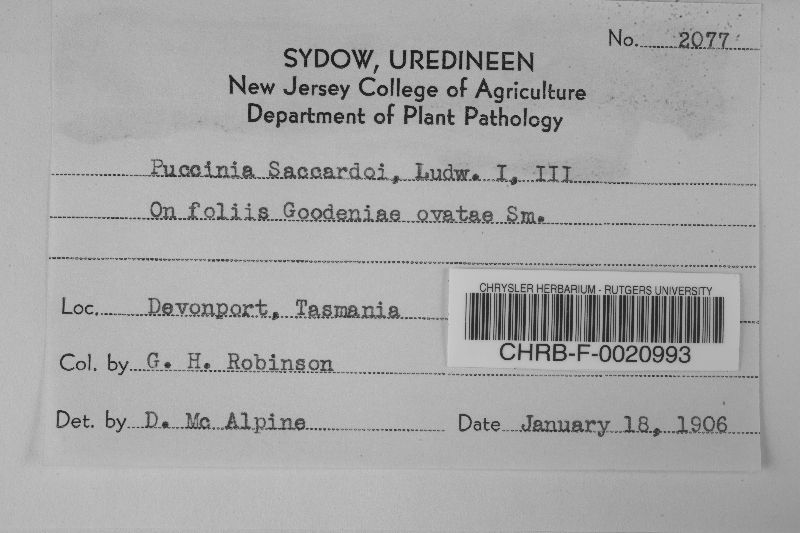 No. 2077
SYDOW, UREDINEEN
New Jersey College of Agriculture
Department of Plant Pathology
Puccinia Saccardoi, Ludw. I, III
On foliis Goodeniae ovatae Sm.
CHRYSLER HERBARIUM - RUTGERS UNIVERSITY
CHRB-F-0020993
Loc. Devonport, Tasmania
Col. by G. H. Robinson
Det. by D. Mc Alpine Date January 18, 1906